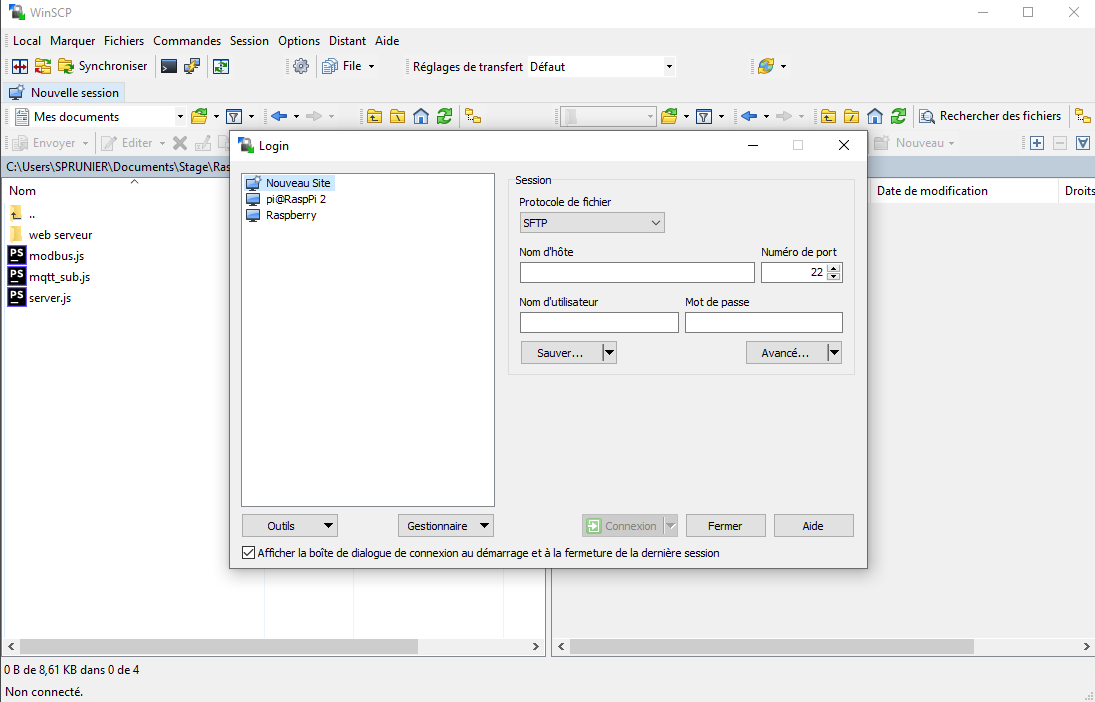 WinSCP
Local Marquer Fichiers Commandes Session Options Distant Aide
Synchroniser File Réglages de transfert Défaut
Nouvelle session
Mes documents Rechercher des fichiers
Envoyer Editer Nouveau
C:\Users\SPRUNIER\Documents\Stage\Ras
Nom Date de modification Droits
..
web serveur
PS modbus.js
PS mqtt_sub.js
PS server.js
Login
Nouveau Site
pi@RaspPi 2
Raspberry
Session
Protocole de fichier
SFTP
Nom d'hôte Numéro de port
22
Nom d'utilisateur Mot de passe
Sauver... Avancé...
Outils Gestionnaire Connexion Fermer Aide
Afficher la boîte de dialogue de connexion au démarrage et à la fermeture de la dernière session
0 B de 8,61 KB dans 0 de 4
Non connecté.